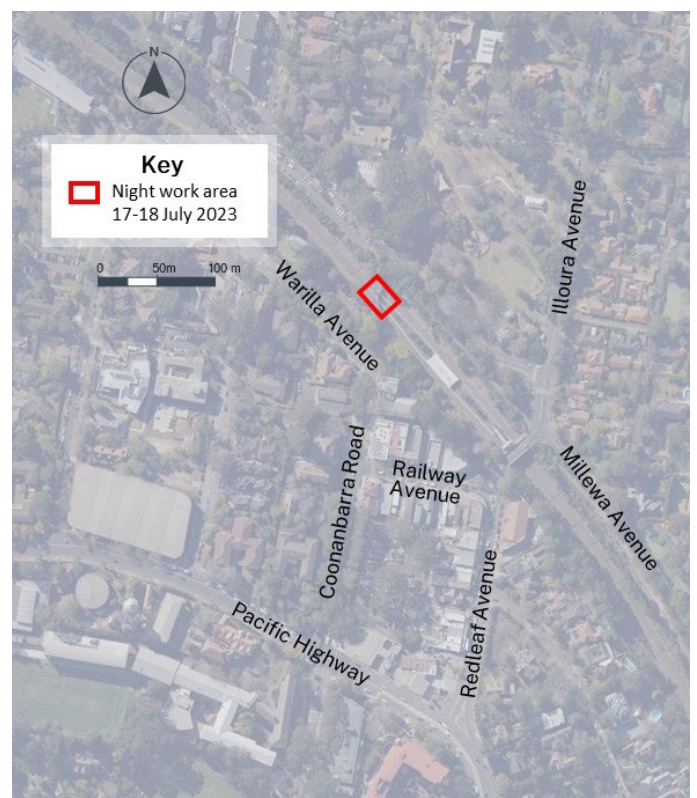 N
Key
Night work area
17-18 July 2023
0 50m 100 m
Illoura Avenue
Warilla Avenue
Railway
Avenue
Coonanbarra Road
Millewa Avenue
Redleaf Avenue
Pacific Highway